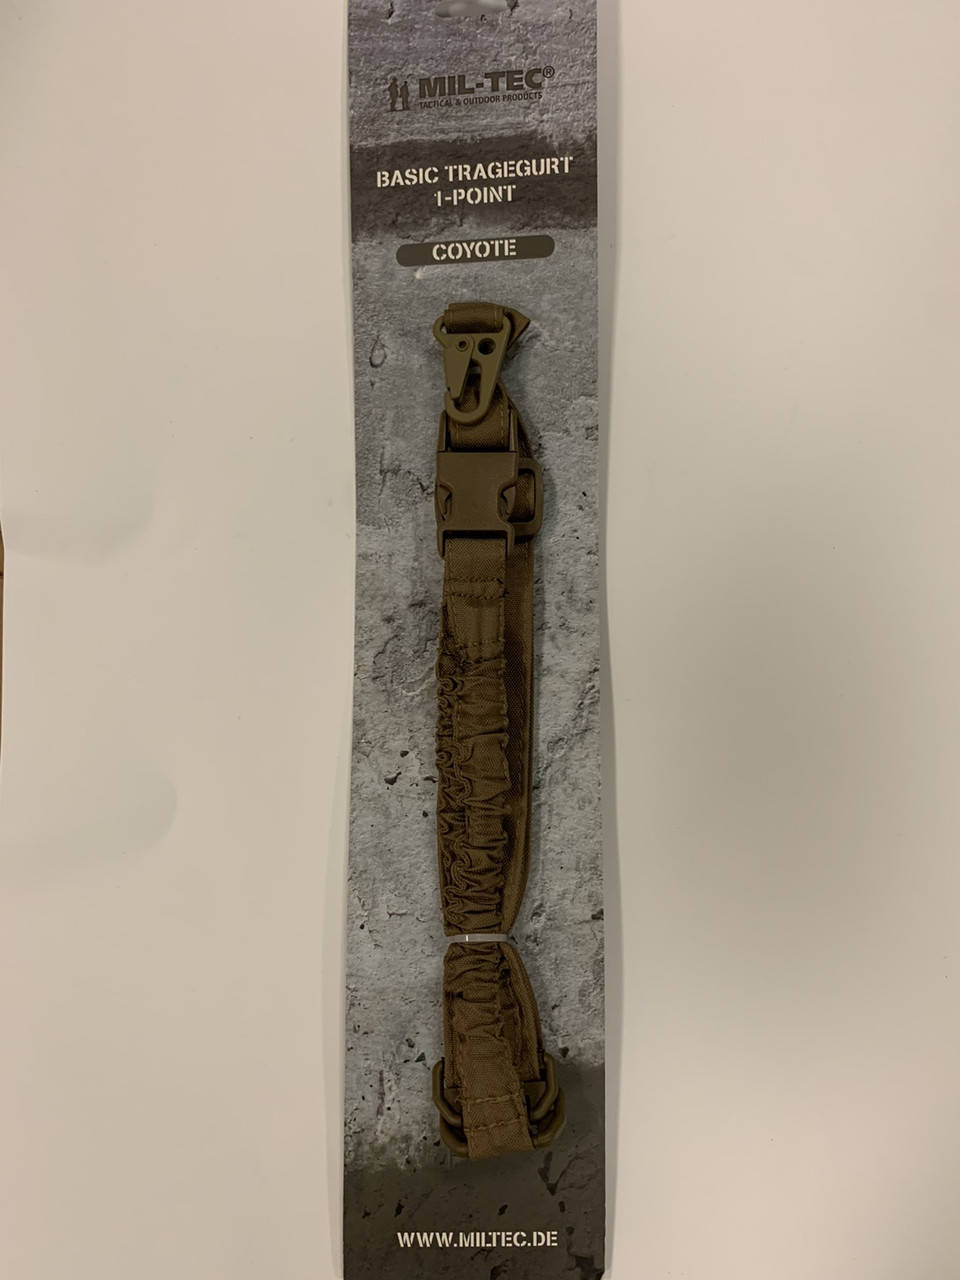 MIL-TEC®
TACTICAL & OUTDOOR PRODUCTS
BASIC TRAGEGURT
1-POINT
COYOTE
WWW.MILTEC.DE